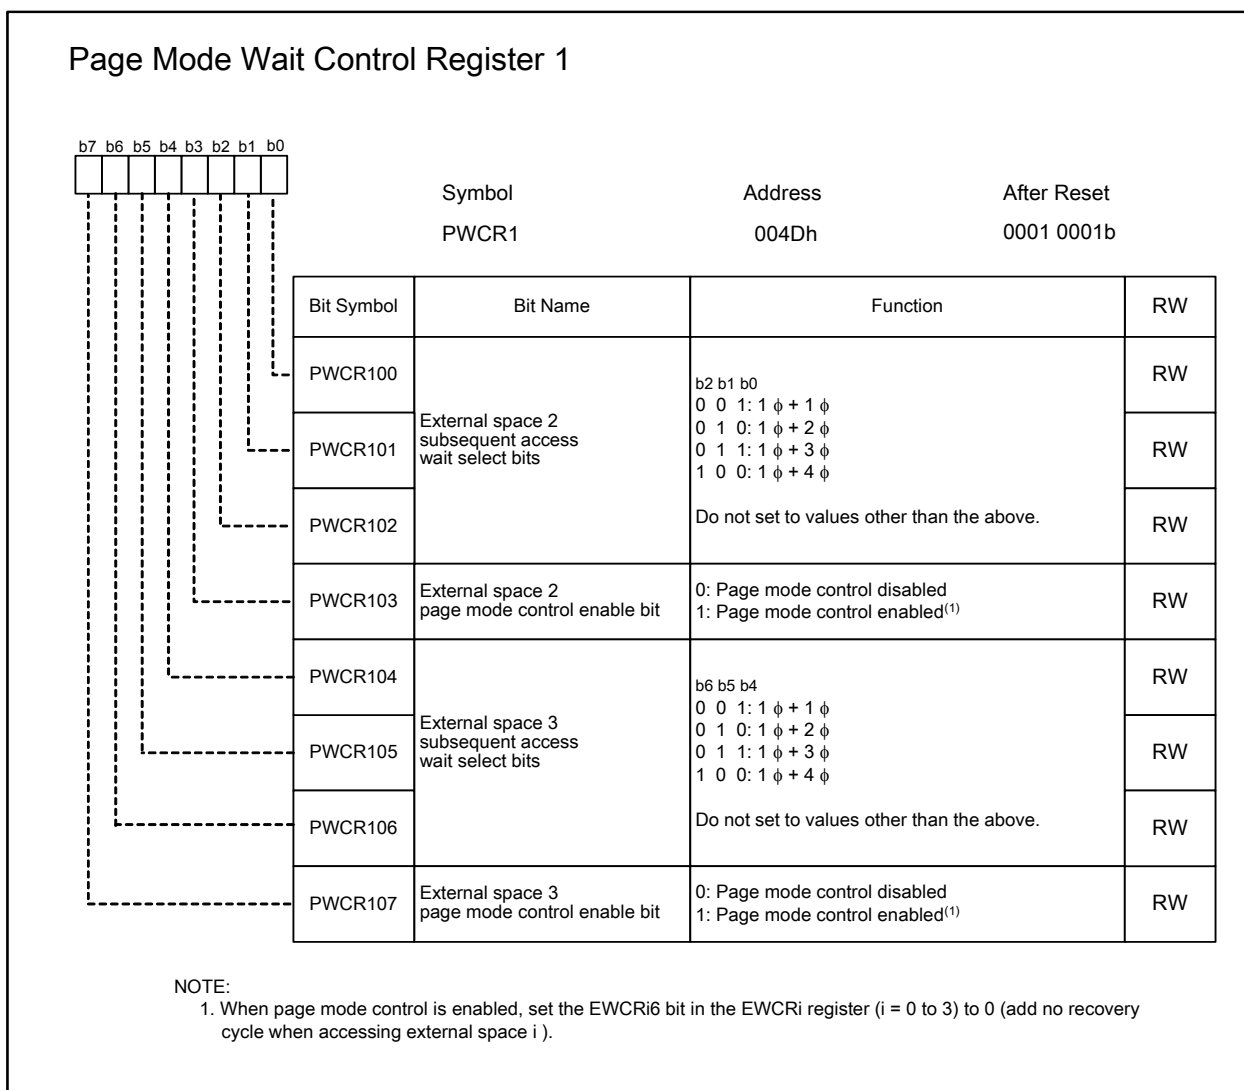 Page Mode Wait Control Register 1
b7 b6 b5 b4 b3 b2 b1 b0
Symbol Address After Reset
PWCR1 004Dh 0001 0001b
Bit Symbol Bit Name Function RW
PWCR100 RW
PWCR101 RW
PWCR102 RW
External space 2
subsequent access
wait select bits
b2 b1 b0
0 0 1: 1 ϕ + 1 ϕ
0 1 0: 1 ϕ + 2 ϕ
0 1 1: 1 ϕ + 3 ϕ
1 0 0: 1 ϕ + 4 ϕ
Do not set to values other than the above.
PWCR103 RW
External space 2
page mode control enable bit
0: Page mode control disabled
1: Page mode control enabled(1)
PWCR104 RW
PWCR105 RW
PWCR106 RW
External space 3
subsequent access
wait select bits
b6 b5 b4
0 0 1: 1 ϕ + 1 ϕ
0 1 0: 1 ϕ + 2 ϕ
0 1 1: 1 ϕ + 3 ϕ
1 0 0: 1 ϕ + 4 ϕ
Do not set to values other than the above.
PWCR107 RW
External space 3
page mode control enable bit
0: Page mode control disabled
1: Page mode control enabled(1)
NOTE:
1. When page mode control is enabled, set the EWCRi6 bit in the EWCRi register (i = 0 to 3) to 0 (add no recovery
cycle when accessing external space i ).